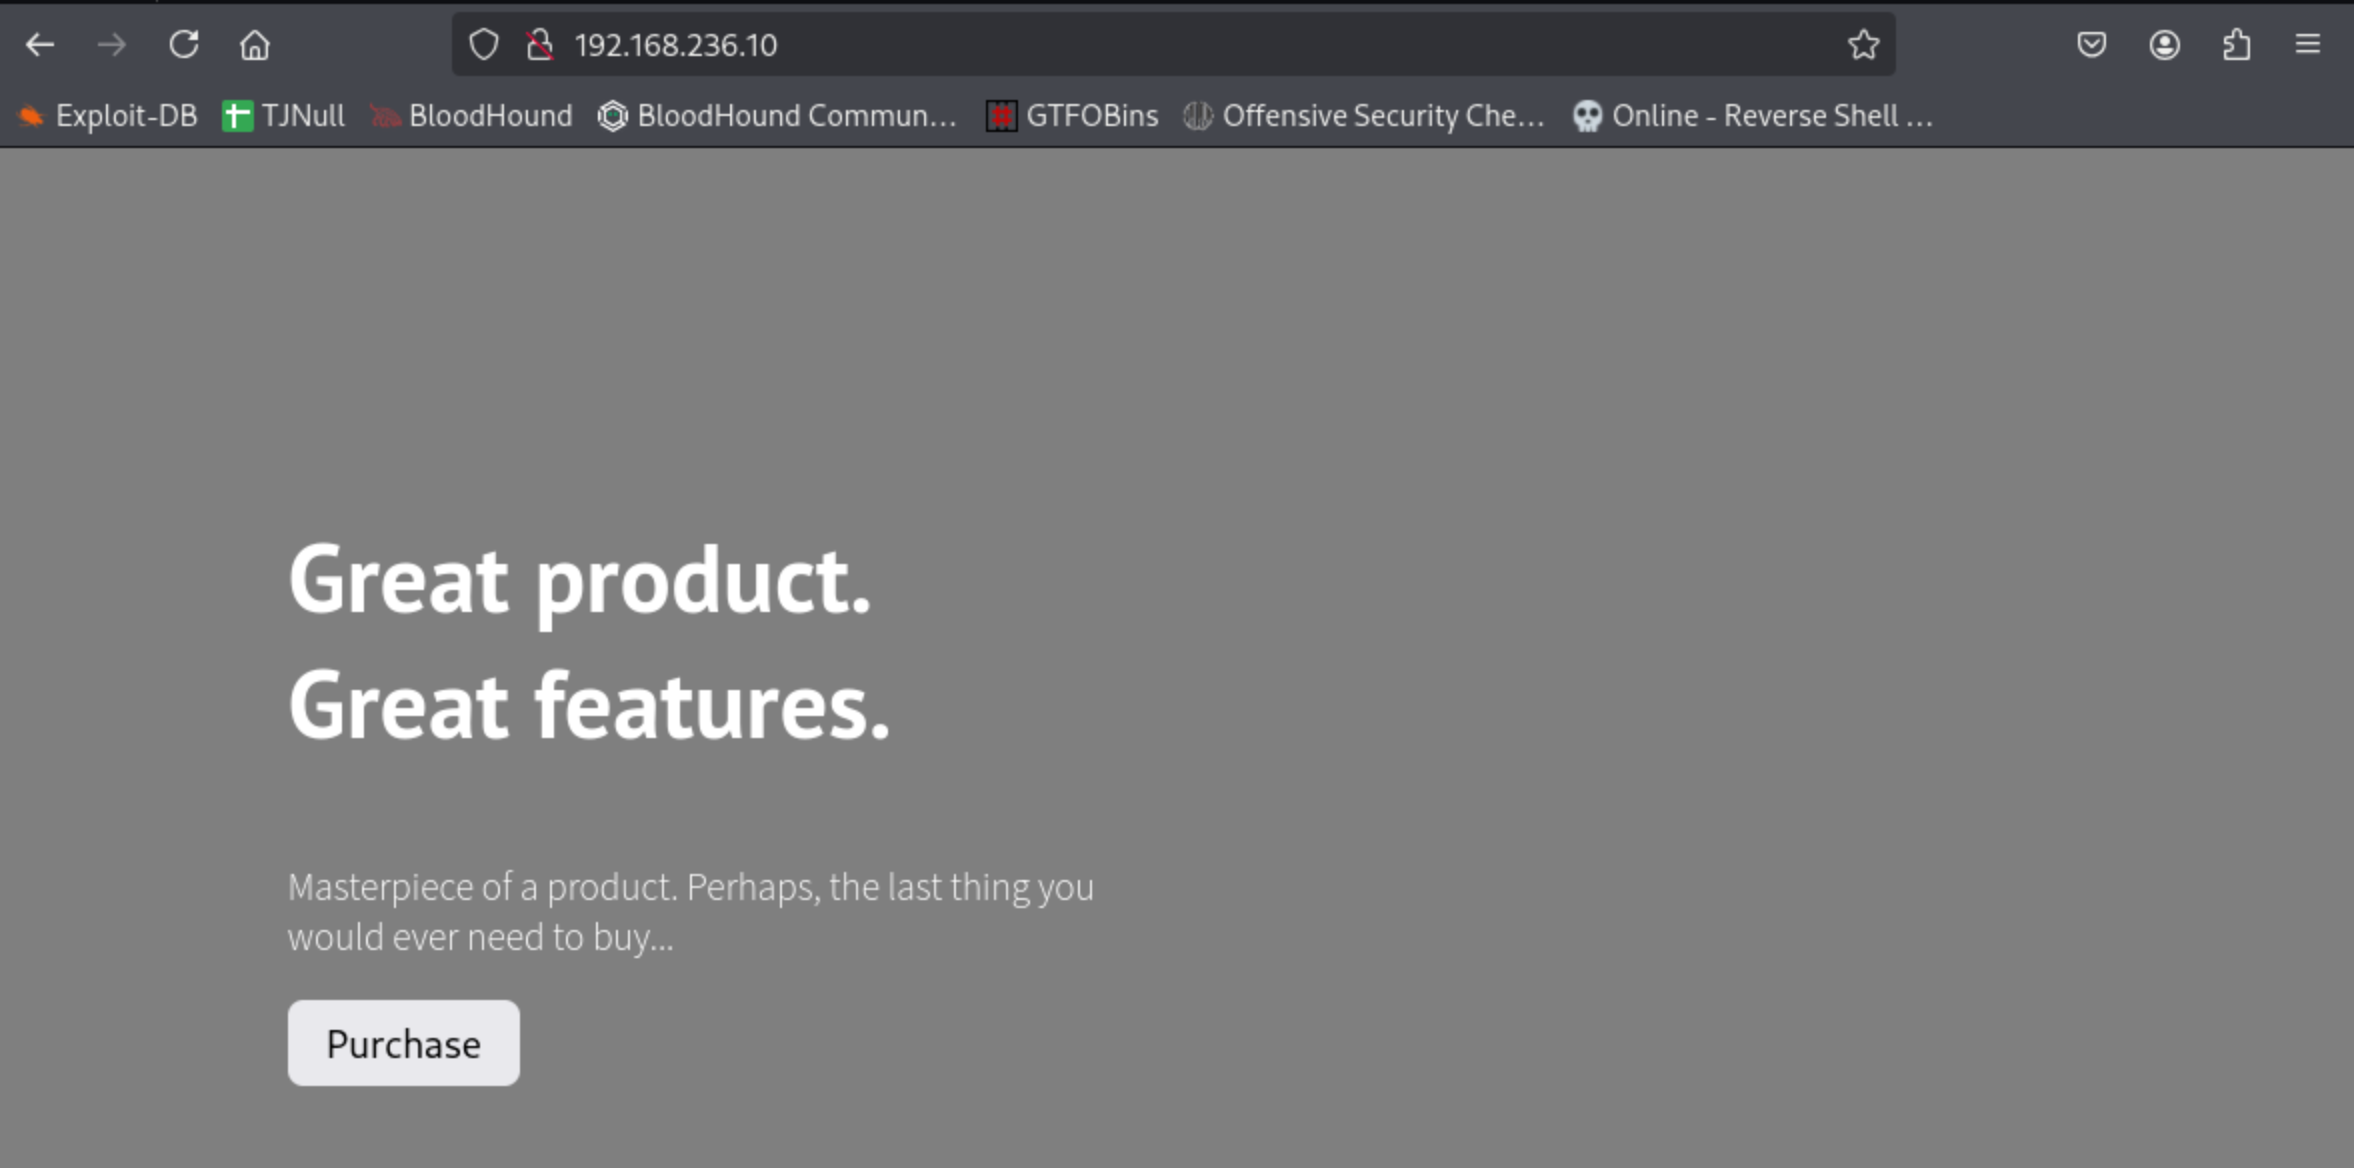 192.168.236.10
Exploit-DB TJNull BloodHound BloodHound Commun... GTFOBins Offensive Security Che... Online - Reverse Shell ...
Great product.
Great features.
Masterpiece of a product. Perhaps, the last thing you
would ever need to buy...
Purchase